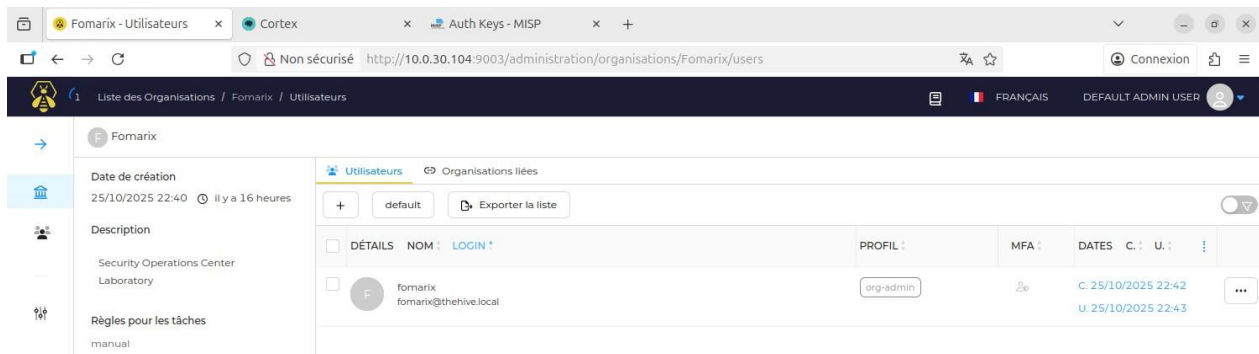 Fomarix - Utilisateurs
Cortex
Auth Keys - MISP
Non sécurisé http://10.0.30.104:9003/administration/organisations/Fomarix/users
Connexion
1 Liste des Organisations / Fomarix / Utilisateurs
FRANÇAIS
DEFAULT ADMIN USER
F Fomarix
Date de création
25/10/2025 22:40 il y a 16 heures
Description
Security Operations Center
Laboratory
Règles pour les tâches
manual
Utilisateurs
Organisations liées
+ default Exporter la liste
DÉTAILS NOM LOGIN PROFIL MFA DATES C. U.
F fomarix org-admin C. 25/10/2025 22:42
fomarix@thehive.local U. 25/10/2025 22:43